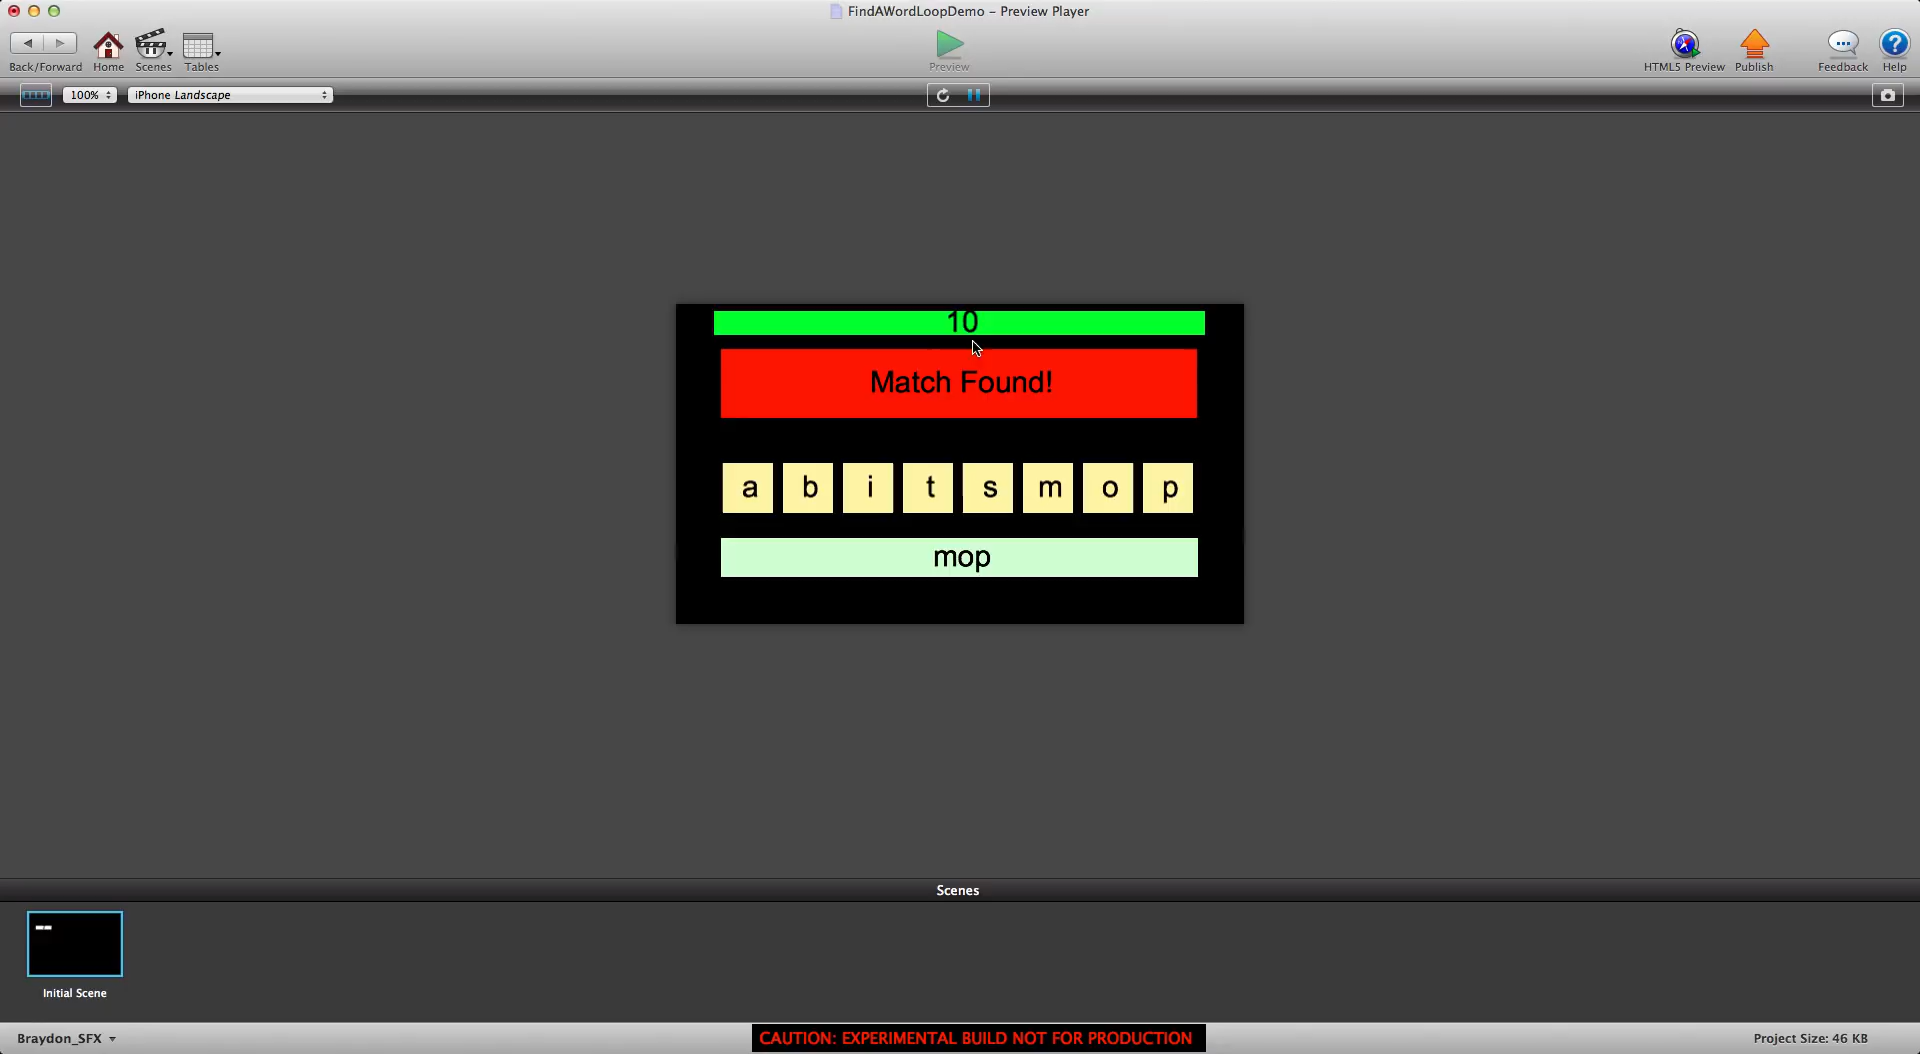 FindAWordLoopDemo – Preview Player
Back/Forward
Home
Scenes
Tables
Preview
HTML5 Preview
Publish
Feedback
Help
100%
iPhone Landscape
10
Match Found!
a b i t s m o p
mop
Scenes
Initial Scene
Braydon_SFX
CAUTION: EXPERIMENTAL BUILD NOT FOR PRODUCTION
Project Size: 46 KB